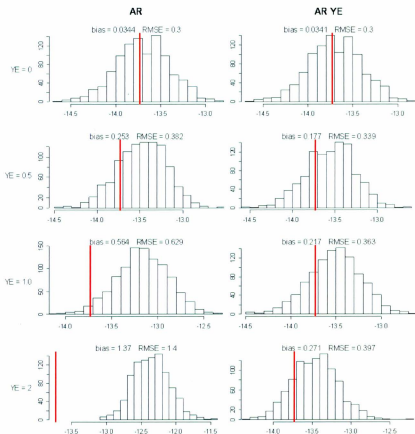 AR AR YE
bias = 0.0344 RMSE = 0.3 bias = 0.0341 RMSE = 0.3
YE = 0
0 40 80 120 0 40 80 120
-14.5 -14.0 -13.5 -13.0 -14.5 -14.0 -13.5 -13.0
bias = 0.253 RMSE = 0.382 bias = 0.177 RMSE = 0.339
YE = 0.5
0 20 60 100 0 40 80 120
-14.5 -14.0 -13.5 -13.0 -14.5 -14.0 -13.5 -13.0
bias = 0.564 RMSE = 0.629 bias = 0.217 RMSE = 0.363
YE = 1.0
0 50 100 150 0 40 80 120
-14.0 -13.5 -13.0 -12.5 -14.5 -14.0 -13.5 -13.0
bias = 1.37 RMSE = 1.4 bias = 0.271 RMSE = 0.397
YE = 2
0 40 80 120 0 40 80 120
-13.5 -13.0 -12.5 -12.0 -11.5 -14.0 -13.5 -13.0 -12.5